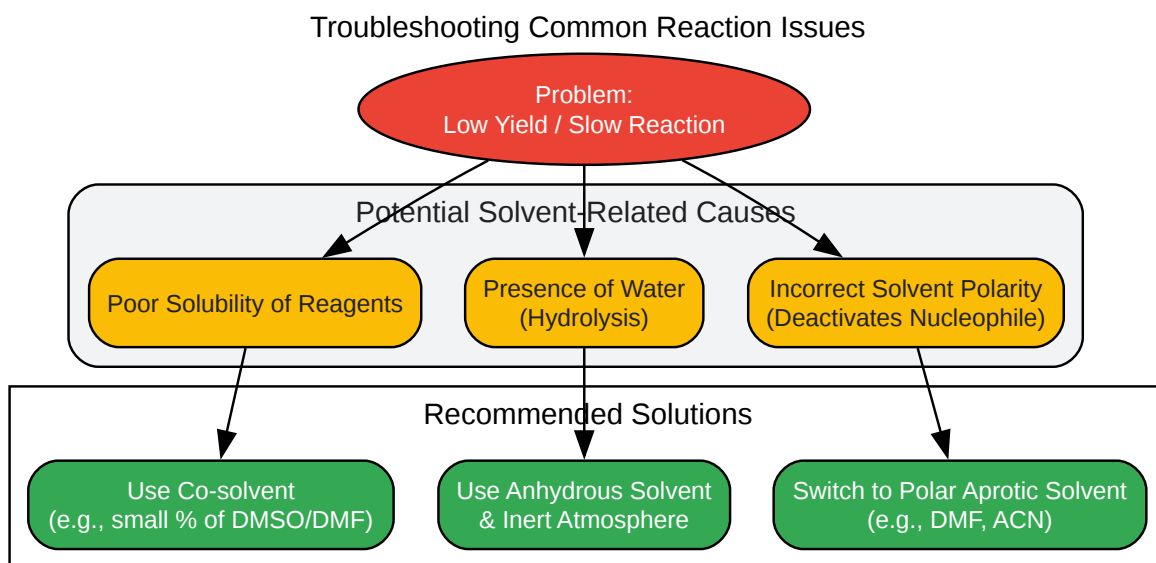 Troubleshooting Common Reaction Issues
Problem:
Low Yield / Slow Reaction
Potential Solvent-Related Causes
Poor Solubility of Reagents
Presence of Water
(Hydrolysis)
Incorrect Solvent Polarity
(Deactivates Nucleophile)
Recommended Solutions
Use Co-solvent
(e.g., small % of DMSO/DMF)
Use Anhydrous Solvent
& Inert Atmosphere
Switch to Polar Aprotic Solvent
(e.g., DMF, ACN)